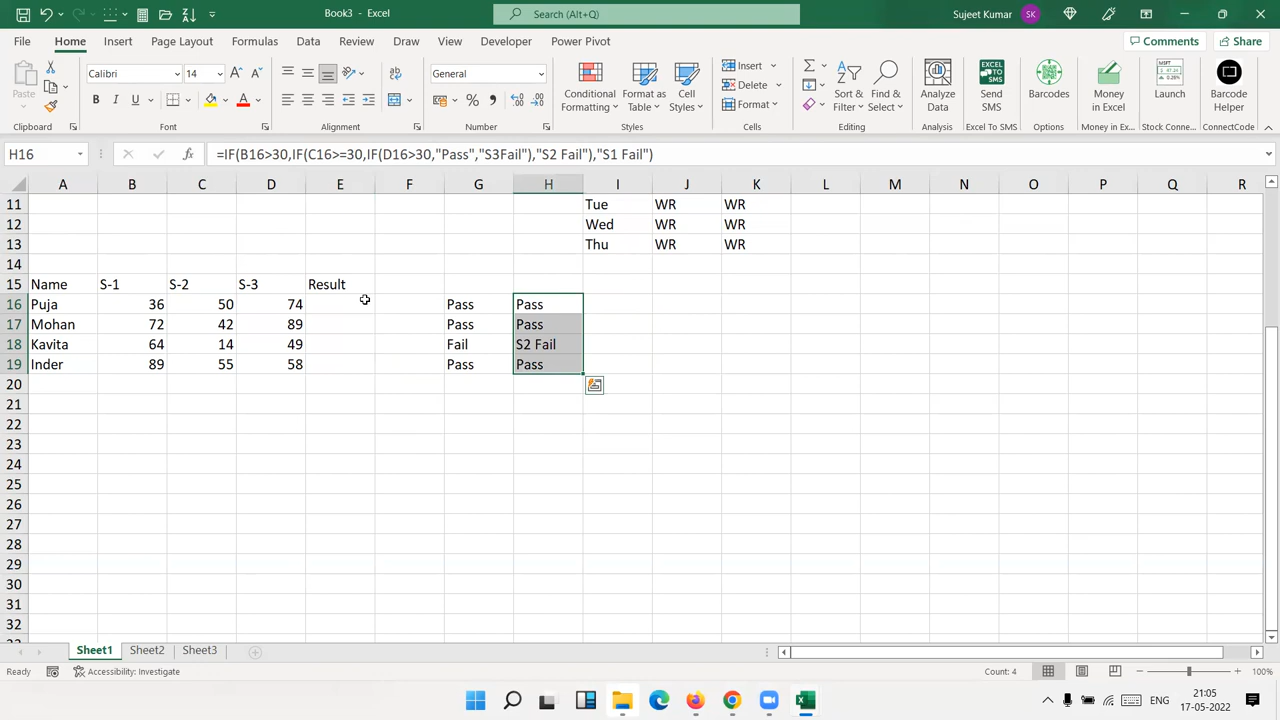 Book3 - Excel
Search (Alt+Q)
Sujeet Kumar
SK
File Home Insert Page Layout Formulas Data Review View Developer Power Pivot
Comments Share
Paste
Calibri 14
General
Conditional Formatting
Format as Table
Cell Styles
Insert
Delete
Format
Sort & Filter
Find & Select
Analyze Data
EXCEL TO SMS
Send SMS
Barcodes
Money in Excel
MSFT
Launch
Barcode Helper
Clipboard Font Alignment Number Styles Cells Editing Analysis Excel To SMS Options Money in Ex... Stock Conne... ConnectCode
H16
=IF(B16>30,IF(C16>=30,IF(D16>30,"Pass","S3Fail"),"S2 Fail"),"S1 Fail")
A B C D E F G H I J K L M N O P Q R
11 Tue WR WR
12 Wed WR WR
13 Thu WR WR
14
15 Name S-1 S-2 S-3 Result
16 Puja 36 50 74 Pass Pass
17 Mohan 72 42 89 Pass Pass
18 Kavita 64 14 49 Fail S2 Fail
19 Inder 89 55 58 Pass Pass
20
21
22
23
24
25
26
27
28
29
30
31
32
Sheet1 Sheet2 Sheet3
Ready Accessibility: Investigate Count: 4 100%
ENG
21:05
17-05-2022